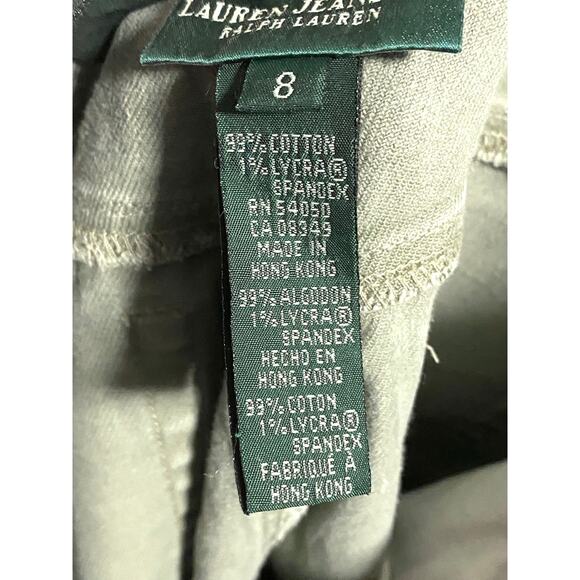 LAUREN JEANS
RALPH LAUREN
8
99% COTTON
1% LYCRA®
SPANDEX
RN 54050
CA 08349
MADE IN
HONG KONG
99% ALGODON
1% LYCRA®
SPANDEX
HECHO EN
HONG KONG
99% COTON
1% LYCRA®
SPANDEX
FABRIQUÉ À
HONG KONG